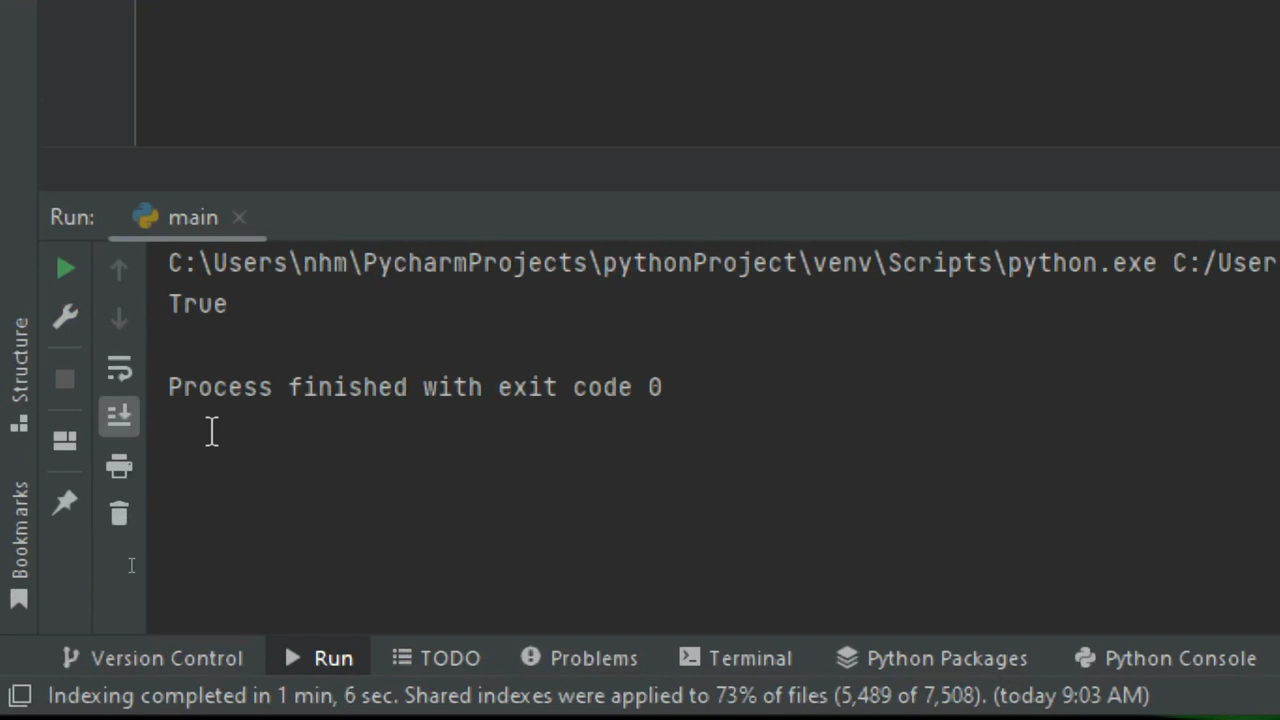 Run: main
C:\Users\nhm\PycharmProjects\pythonProject\venv\Scripts\python.exe C:/User
True
Process finished with exit code 0
Structure
Bookmarks
Version Control Run TODO Problems Terminal Python Packages Python Console
Indexing completed in 1 min, 6 sec. Shared indexes were applied to 73% of files (5,489 of 7,508). (today 9:03 AM)